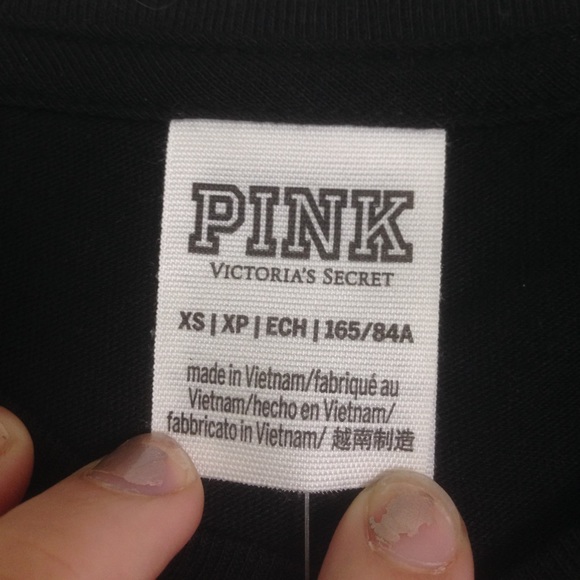 PINK
VICTORIA'S SECRET
XS | XP | ECH | 165/84A
made in Vietnam/fabriqué au
Vietnam/hecho en Vietnam/
fabbricato in Vietnam/ 越南制造